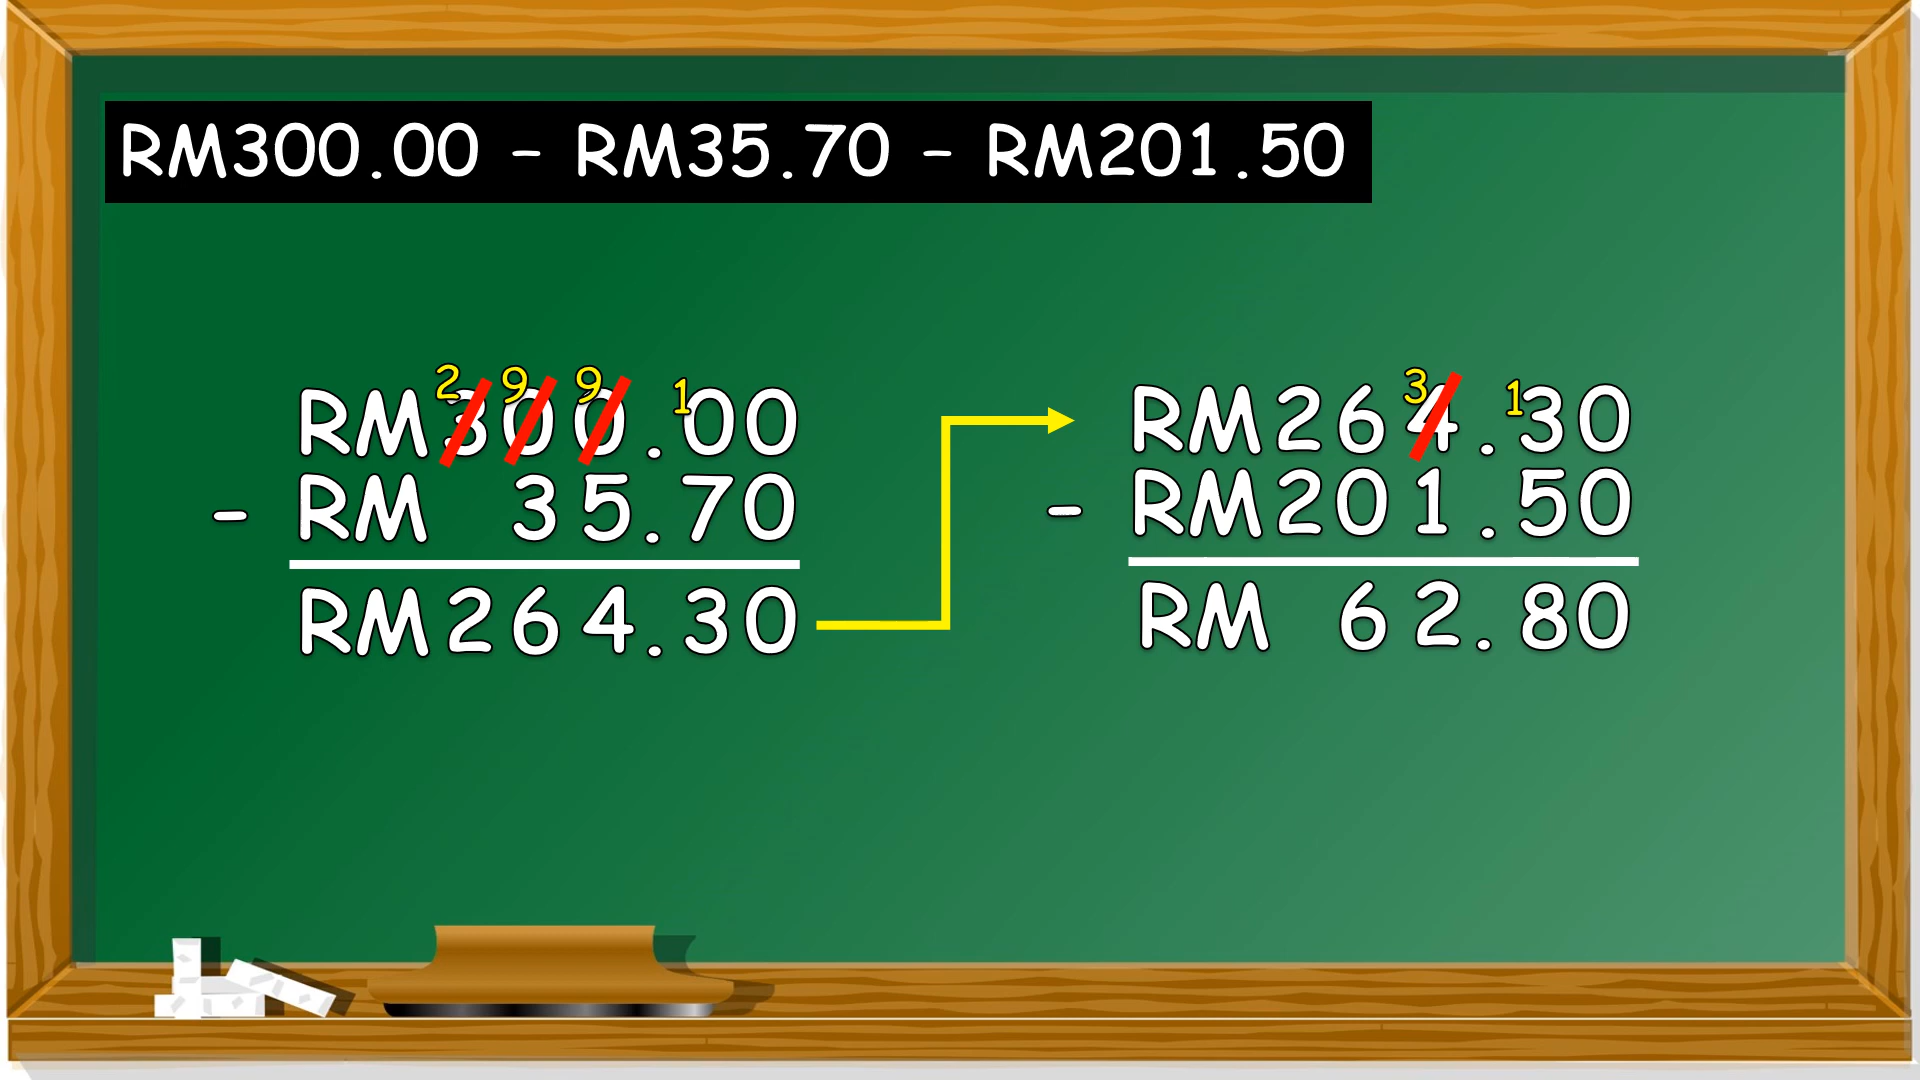 RM300.00 - RM35.70 - RM201.50
2 9 9 1
RM300.00
- RM 35.70
RM264.30
3 1
RM264.30
- RM201.50
RM 62.80